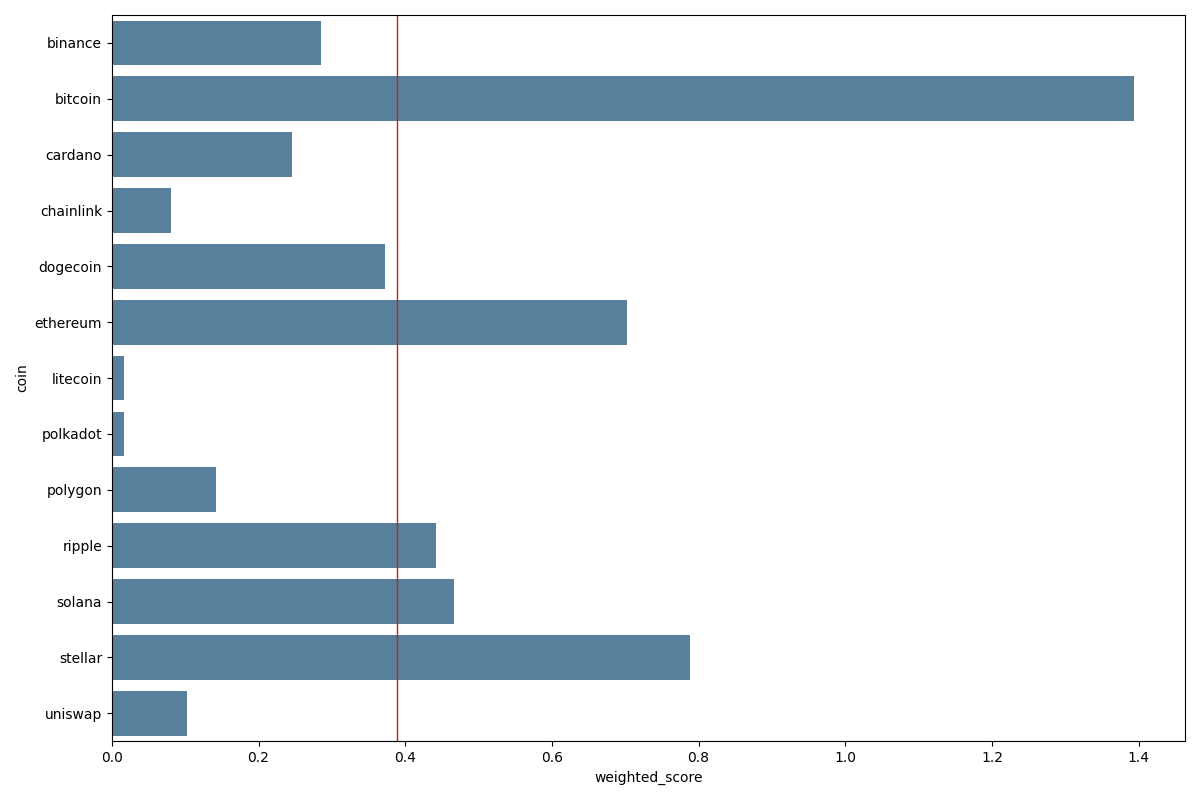 binance
bitcoin
cardano
chainlink
dogecoin
ethereum
litecoin
polkadot
polygon
ripple
solana
stellar
uniswap
coin
0.0 0.2 0.4 0.6 0.8 1.0 1.2 1.4
weighted_score